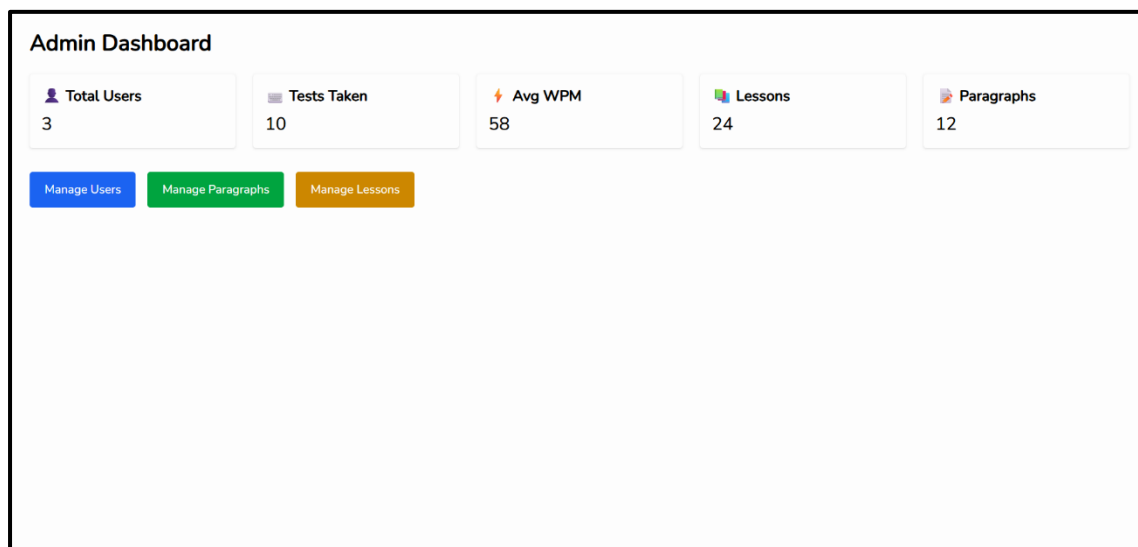 Admin Dashboard
👤 Total Users
3
⌨️ Tests Taken
10
⚡ Avg WPM
58
📚 Lessons
24
📝 Paragraphs
12
Manage Users
Manage Paragraphs
Manage Lessons